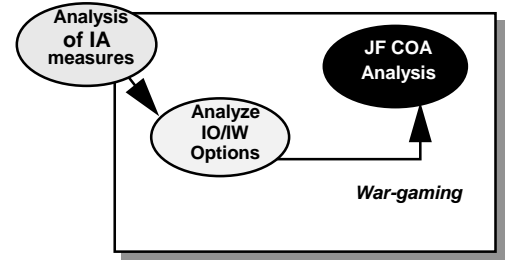 Analysis
of IA
measures
JF COA
Analysis
Analyze
IO/IW
Options
War-gaming